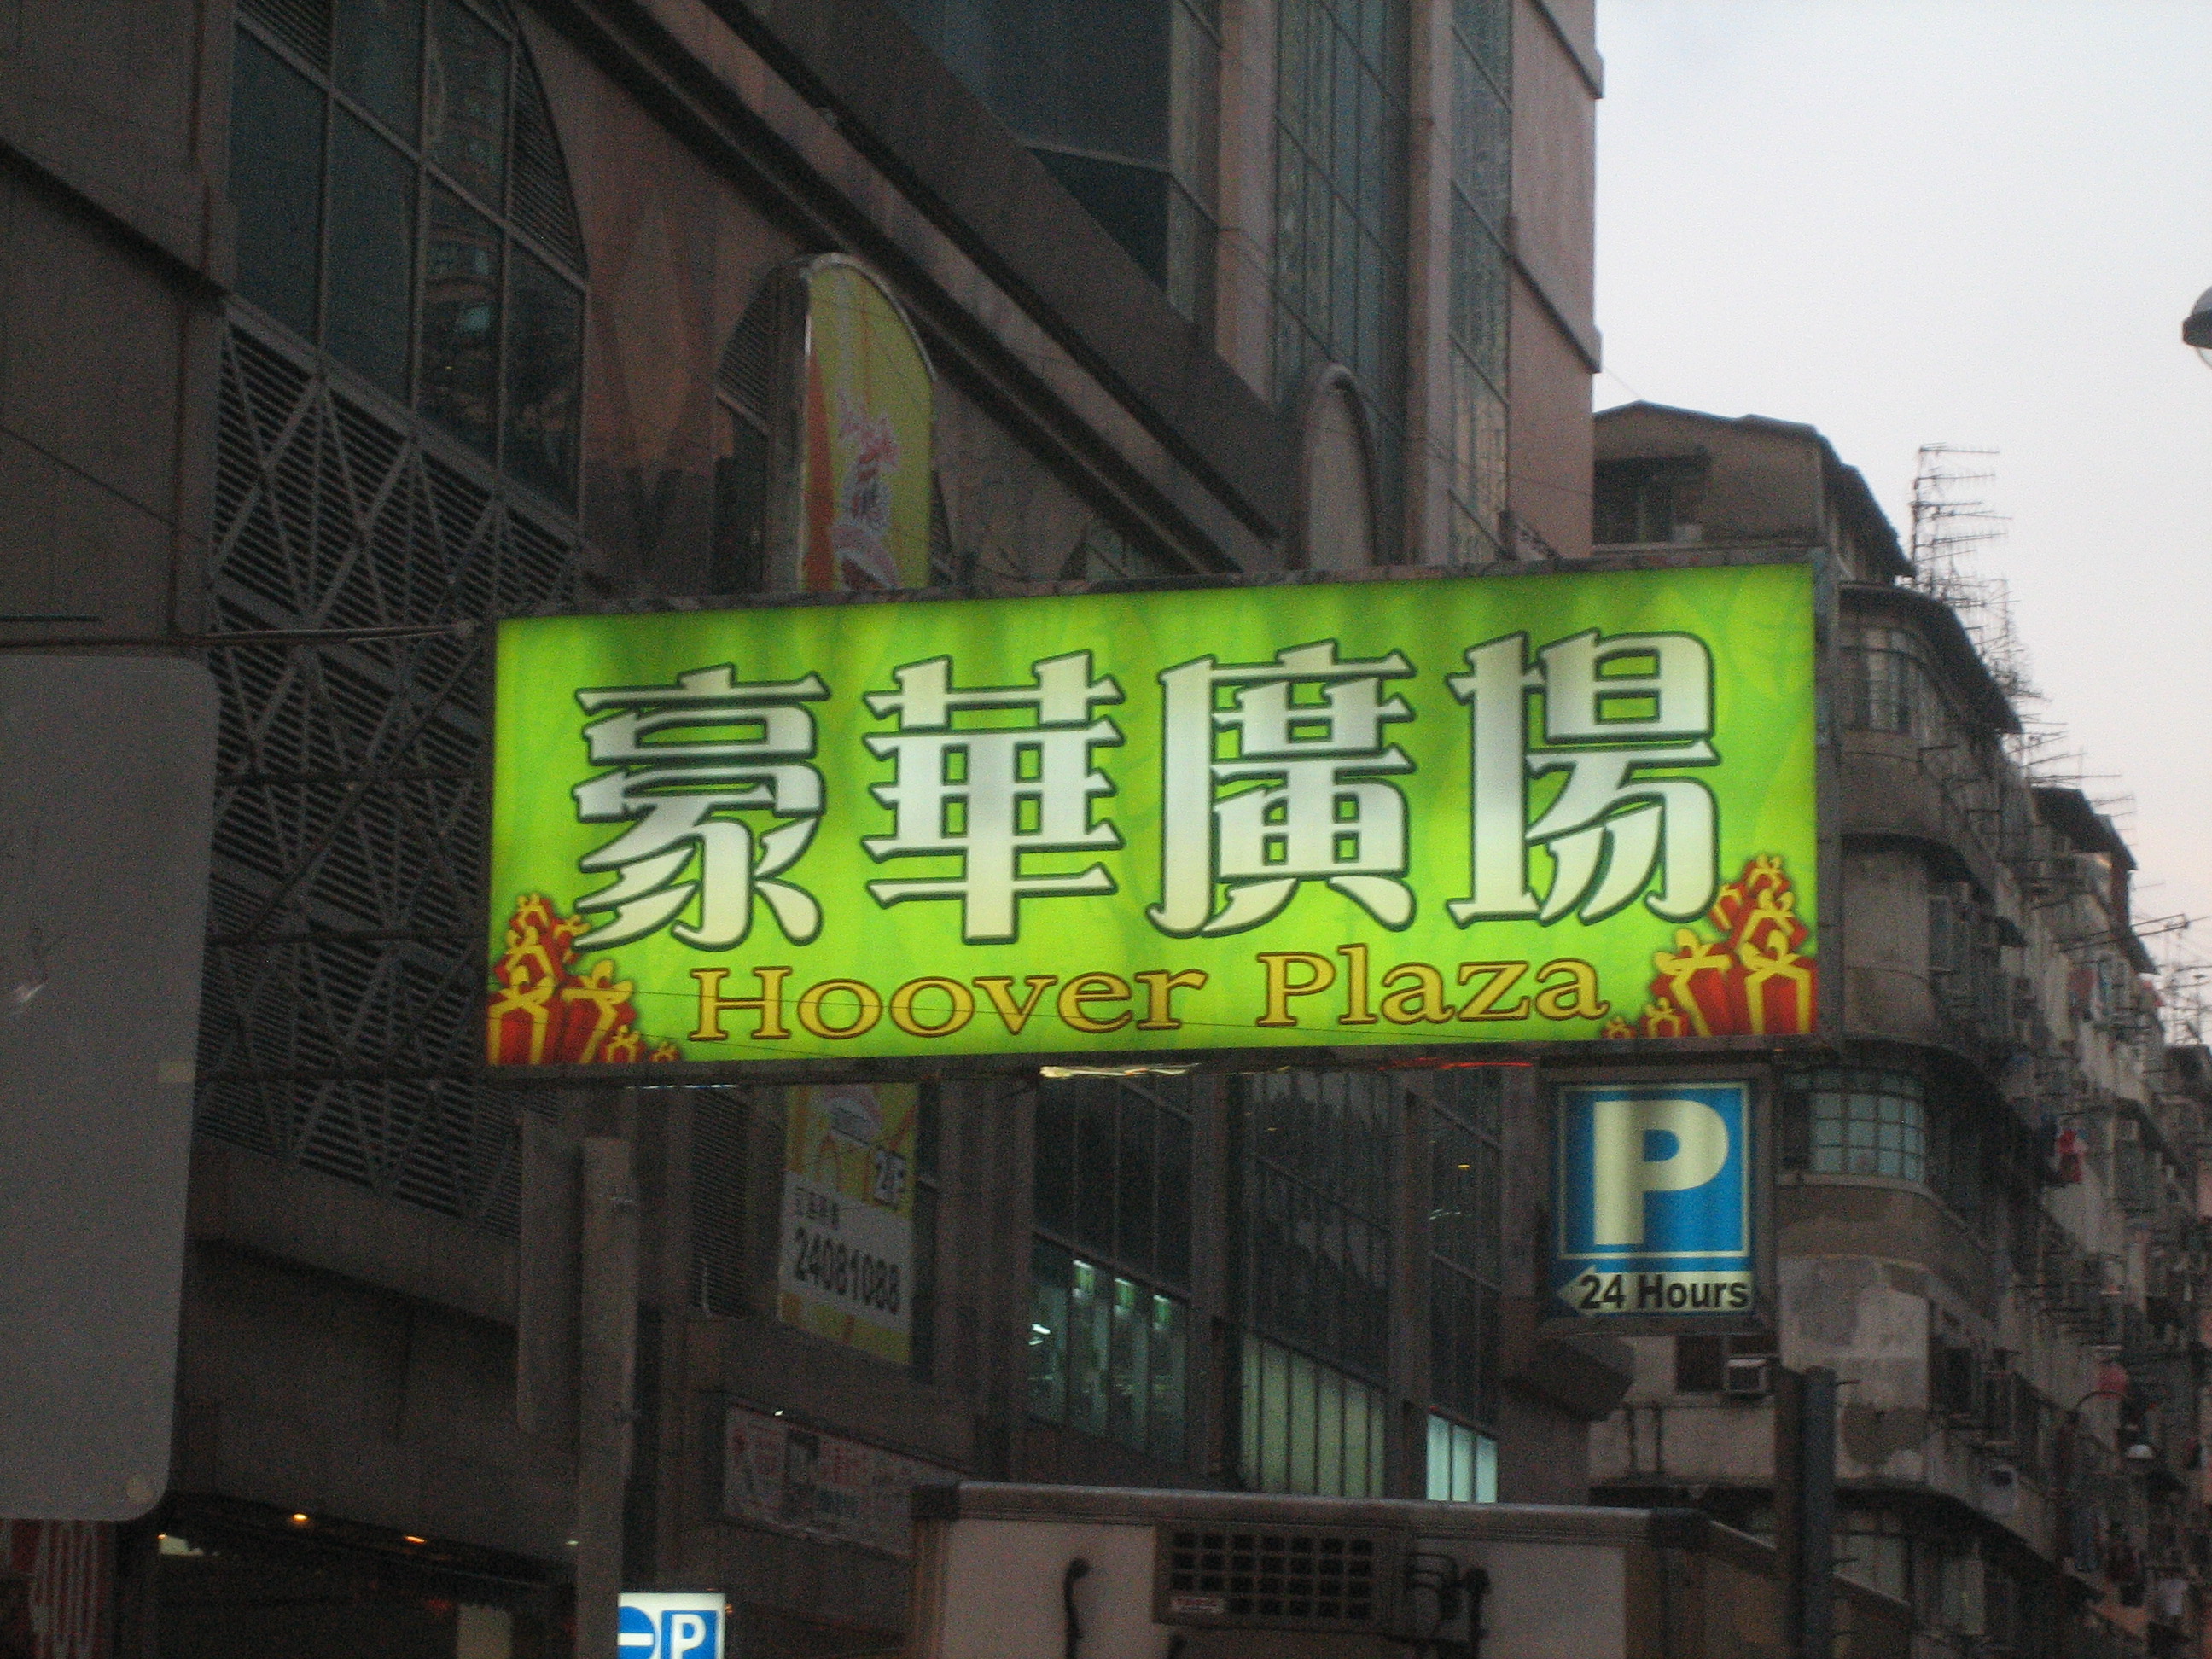 豪華廣場
Hoover Plaza
P
24 Hours
2/F
24081088
P